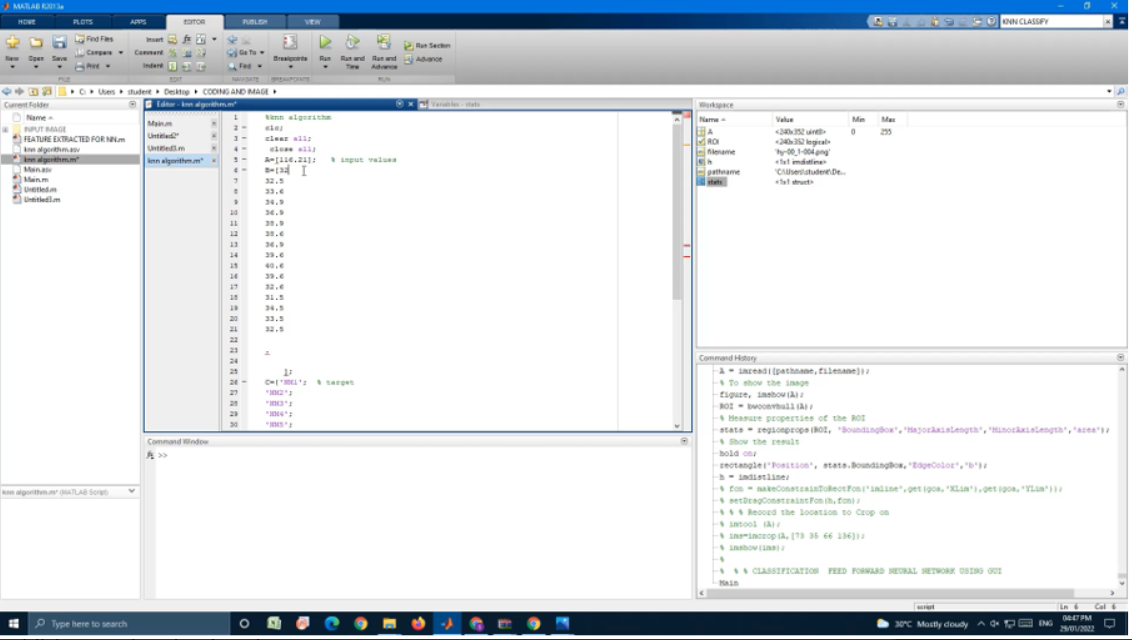 MATLAB R2013a
HOME PLOTS APPS EDITOR PUBLISH VIEW
KNN CLASSIFY
New Open Save Find Files Compare Print
Insert fx Comment Indent
Go To Find
Breakpoints
Run Run and Time Run and Advance Run Section Advance
FILE EDIT NAVIGATE BREAKPOINTS RUN
C: Users student Desktop CODING AND IMAGE
Current Folder
Name
INPUT IMAGE
FEATURE EXTRACTED FOR NN.m
knn algorithm.asv
knn algorithm.m*
Main.asv
Main.m
Untitled.m
Untitled3.m
knn algorithm.m* (MATLAB Script)
Editor - knn algorithm.m*
Variables - stats
Main.m
Untitled2*
Untitled3.m
knn algorithm.m*
1 %knn algorithm
2 clc;
3 clear all;
4 close all;
5 A=[116.21]; % input values
6 B=[32
7 32.5
8 33.6
9 34.9
10 36.9
11 38.9
12 38.6
13 36.9
14 39.6
15 40.6
16 39.6
17 32.6
18 31.5
19 34.5
20 33.5
21 32.5
22
23
24
25 ];
26 C=['NN1'; % target
27 'NN2';
28 'NN3';
29 'NN4';
30 'NN5';
Command Window
fx >>
Workspace
Name Value Min Max
A <240x352 uint8> 0 255
ROI <240x352 logical>
filename 'fy-00_1-004.png'
h <1x1 imdistline>
pathname 'C:\Users\student\De...
stats <1x1 struct>
Command History
A = imread([pathname,filename]);
% To show the image
figure, imshow(A);
ROI = bwconvhull(A);
% Measure properties of the ROI
stats = regionprops(ROI, 'BoundingBox','MajorAxisLength','MinorAxisLength','area');
% Show the result
hold on;
rectangle('Position', stats.BoundingBox,'EdgeColor','b');
h = imdistline;
% fcn = makeConstrainToRectFcn('imline',get(gca,'XLim'),get(gca,'YLim'));
% setDragConstraintFcn(h,fcn);
% % % Record the location to Crop on
% imtool (A);
% ims=imcrop(A,[73 35 66 136]);
% imshow(ims);
%
% % % CLASSIFICATION FEED FORWARD NEURAL NETWORK USING GUI
Main
script Ln 6 Col 6
Type here to search
30°C Mostly cloudy ENG 04:47 PM
29/01/2022